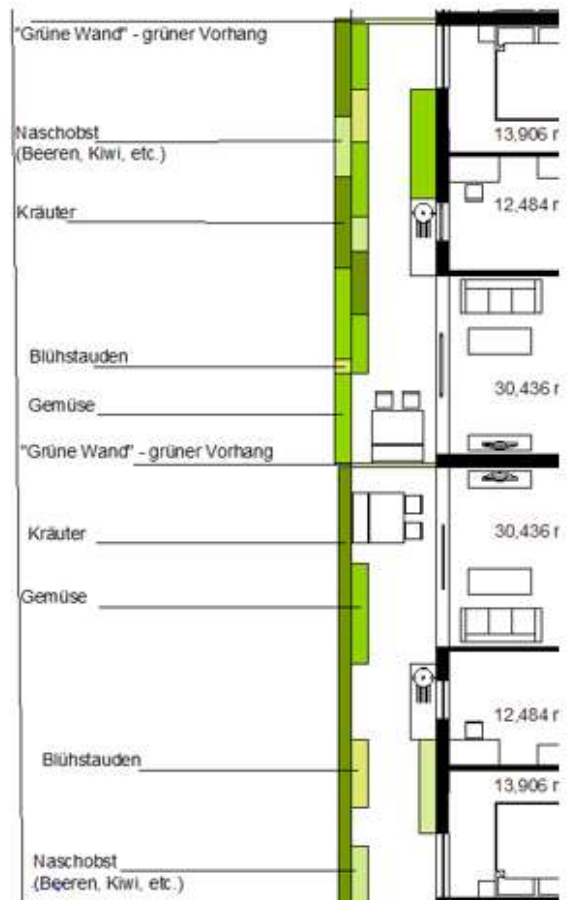 "Grüne Wand" - grüner Vorhang
Naschobst
(Beeren, Kiwi, etc.)
13,906 r
Kräuter
12,484 r
Blühstauden
30,436 r
Gemüse
"Grüne Wand" - grüner Vorhang
Kräuter
30,436 r
Gemüse
12,484 r
Blühstauden
13,906 r
Naschobst
(Beeren, Kiwi, etc.)